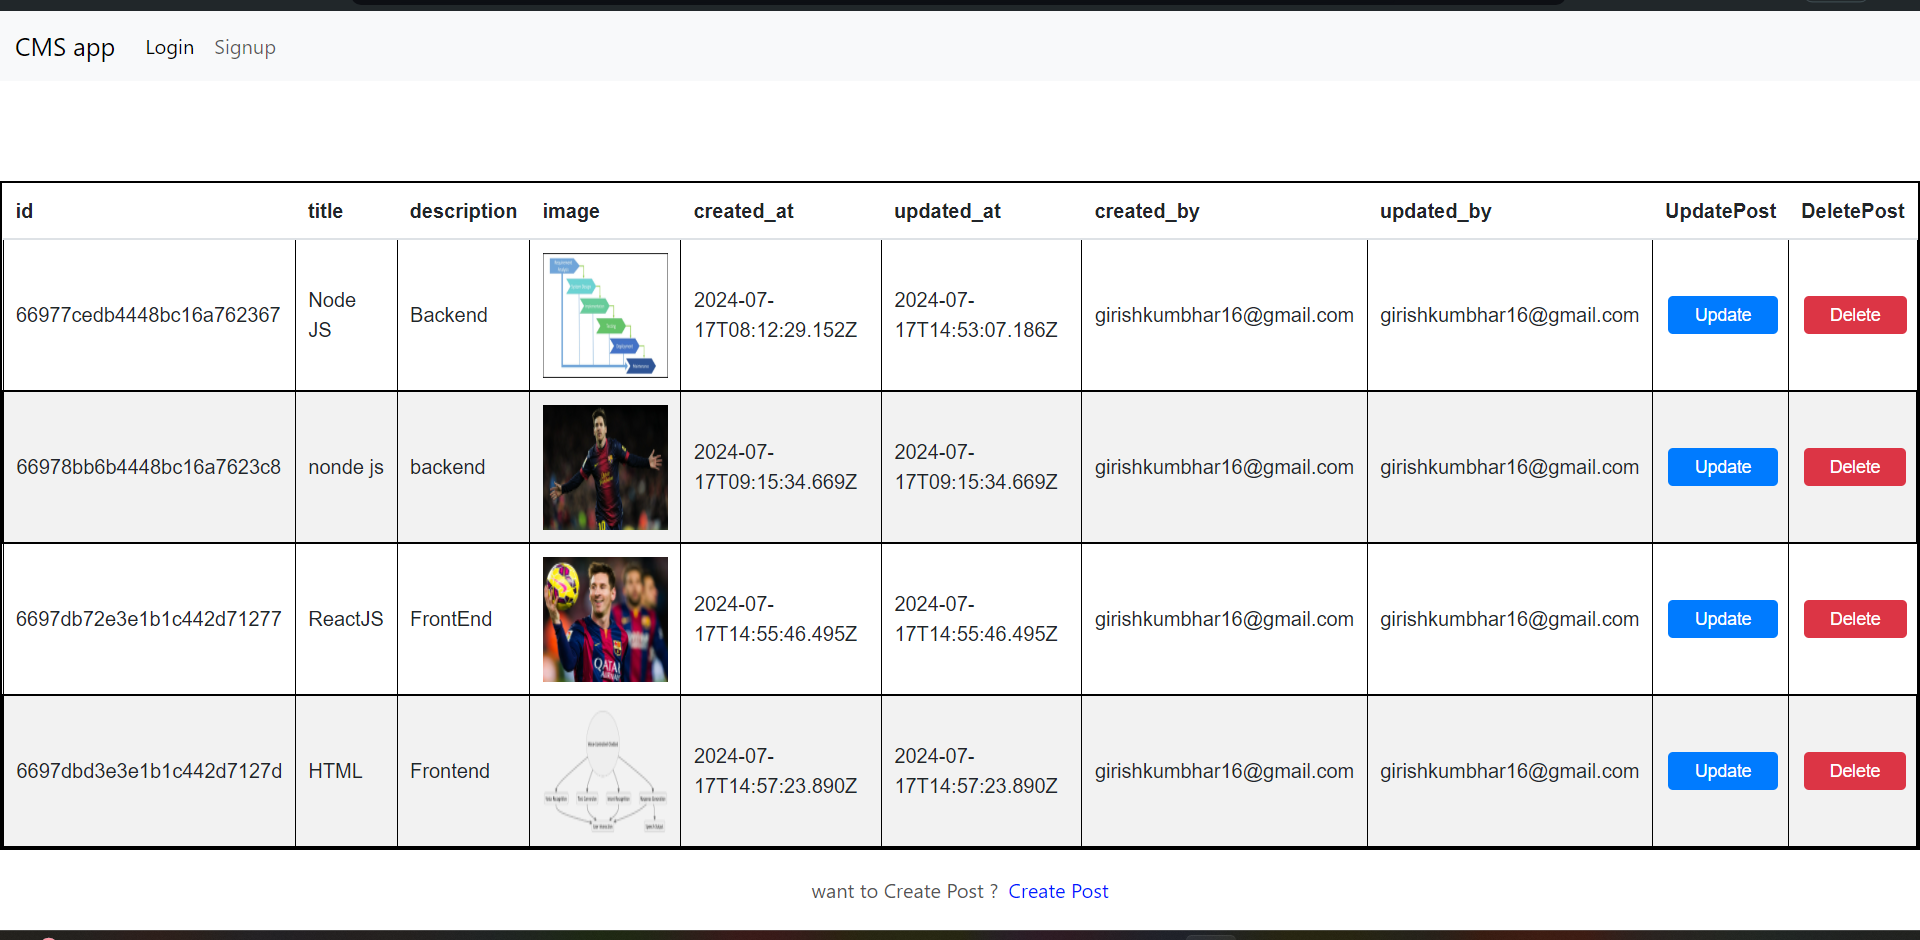 CMS app Login Signup
id title description image created_at updated_at created_by updated_by UpdatePost DeletePost
66977cedb4448bc16a762367 Node JS Backend 2024-07-17T08:12:29.152Z 2024-07-17T14:53:07.186Z girishkumbhar16@gmail.com girishkumbhar16@gmail.com Update Delete
66978bb6b4448bc16a7623c8 nonde js backend 2024-07-17T09:15:34.669Z 2024-07-17T09:15:34.669Z girishkumbhar16@gmail.com girishkumbhar16@gmail.com Update Delete
6697db72e3e1b1c442d71277 ReactJS FrontEnd 2024-07-17T14:55:46.495Z 2024-07-17T14:55:46.495Z girishkumbhar16@gmail.com girishkumbhar16@gmail.com Update Delete
QATAR
6697dbd3e3e1b1c442d7127d HTML Frontend 2024-07-17T14:57:23.890Z 2024-07-17T14:57:23.890Z girishkumbhar16@gmail.com girishkumbhar16@gmail.com Update Delete
want to Create Post ? Create Post